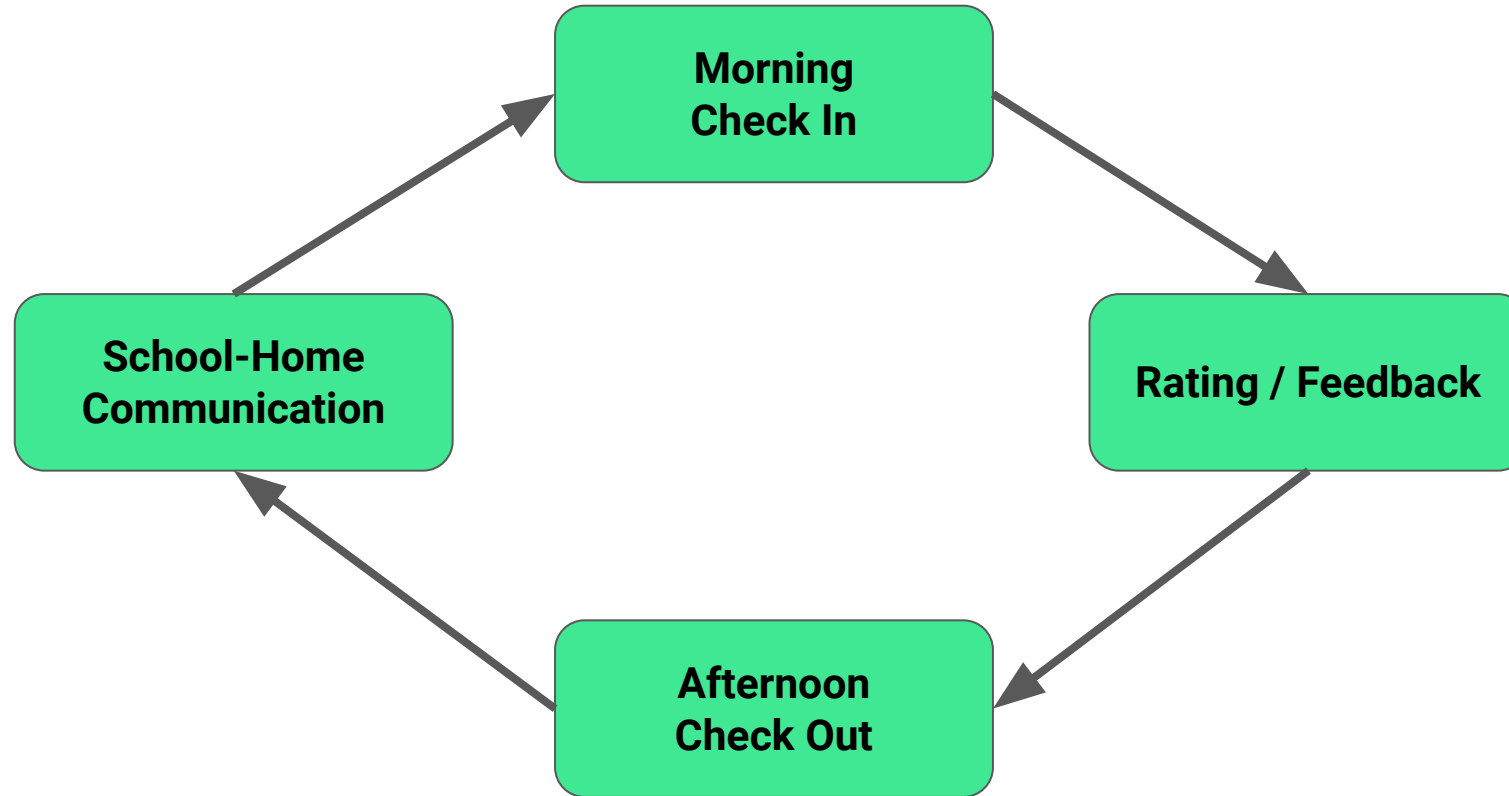 Morning
Check In
School-Home
Communication
Rating / Feedback
Afternoon
Check Out